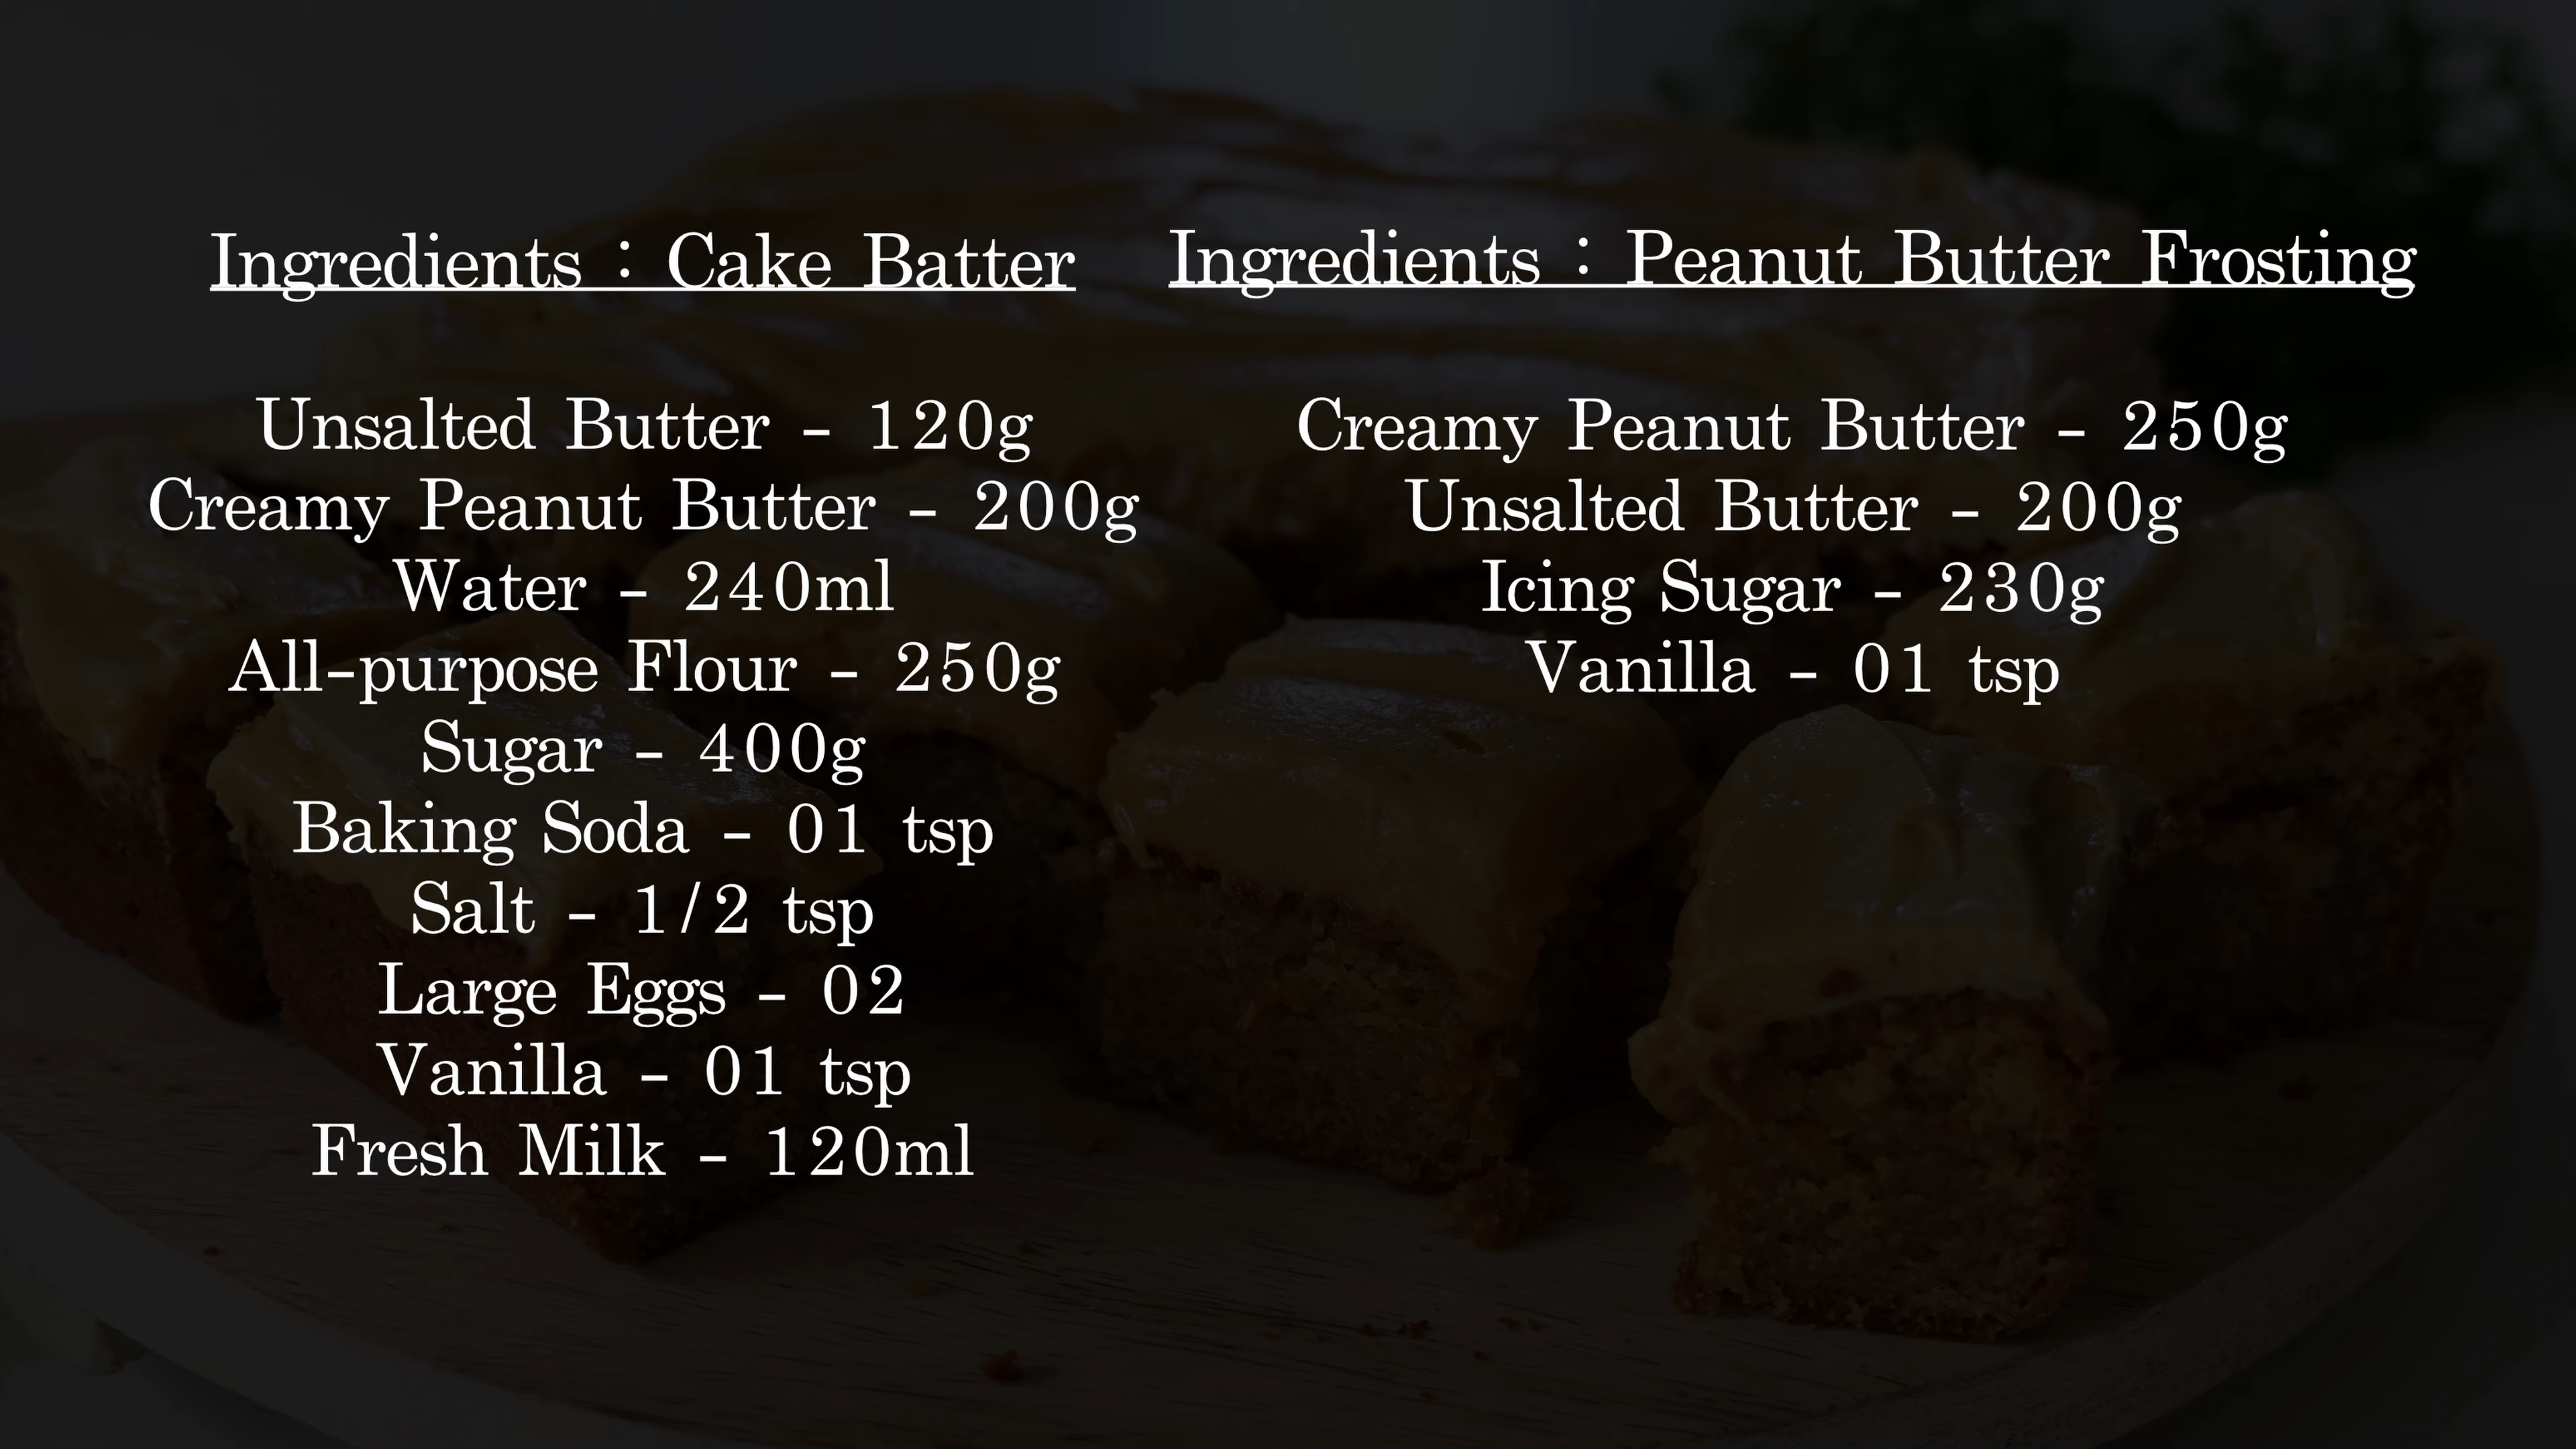 Ingredients : Cake Batter
Unsalted Butter - 120g
Creamy Peanut Butter - 200g
Water - 240ml
All-purpose Flour - 250g
Sugar - 400g
Baking Soda - 01 tsp
Salt - 1/2 tsp
Large Eggs - 02
Vanilla - 01 tsp
Fresh Milk - 120ml
Ingredients : Peanut Butter Frosting
Creamy Peanut Butter - 250g
Unsalted Butter - 200g
Icing Sugar - 230g
Vanilla - 01 tsp